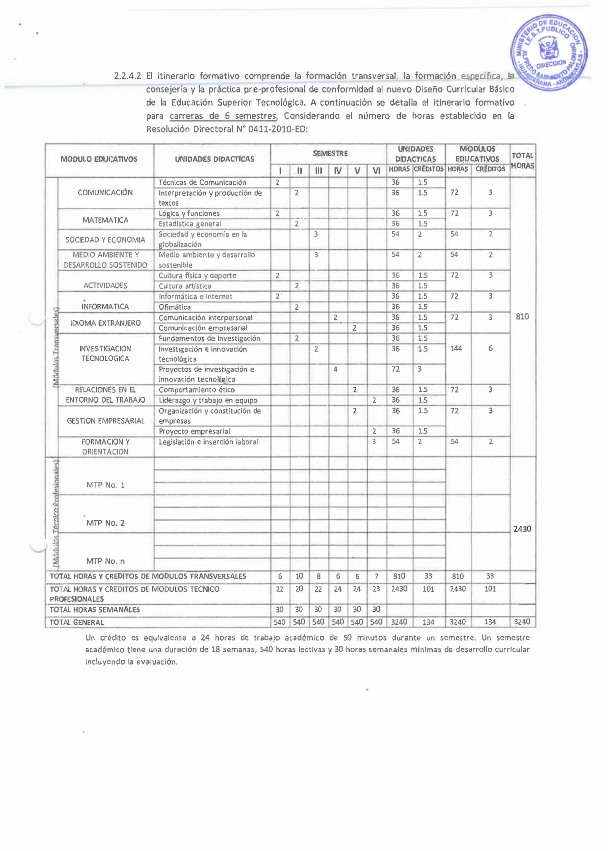 MINISTERIO DE EDUCACION
I.E.S.T. PUBLICO
DIRECCION
2.2.4.2 El itinerario formativo comprende la formación transversal, la formación específica, la
consejería y la práctica pre-profesional de conformidad al nuevo Diseño Curricular Básico
de la Educación Superior Tecnológica. A continuación se detalla el itinerario formativo
para carreras de 6 semestres, Considerando el número de horas establecido en la
Resolución Directoral N° 0411-2010-ED:
MODULO EDUCATIVOS UNIDADES DIDACTICAS SEMESTRE UNIDADES DIDACTICAS MODULOS EDUCATIVOS TOTAL HORAS
I II III IV V VI HORAS CRÉDITOS HORAS CRÉDITOS
(Módulos Transversales)
COMUNICACIÓN Técnicas de Comunicación 2 36 1.5 72 3
Interpretación y producción de textos 2 36 1.5
MATEMATICA Lógica y funciones 2 36 1.5 72 3
Estadística general 2 36 1.5
SOCIEDAD Y ECONOMIA Sociedad y economía en la globalización 3 54 2 54 2
MEDIO AMBIENTE Y DESARROLLO SOSTENIDO Medio ambiente y desarrollo sostenible 3 54 2 54 2
ACTIVIDADES Cultura física y deporte 2 36 1.5 72 3
Cultura artística 2 36 1.5
INFORMATICA Informática e Internet 2 36 1.5 72 3
Ofimática 2 36 1.5
IDIOMA EXTRANJERO Comunicación interpersonal 2 36 1.5 72 3
Comunicación empresarial 2 36 1.5
INVESTIGACION TECNOLÓGICA Fundamentos de investigación 2 36 1.5 144 6
Investigación e innovación tecnológica 2 36 1.5
Proyectos de investigación e innovación tecnológica 4 72 3
RELACIONES EN EL ENTORNO DEL TRABAJO Comportamiento ético 2 36 1.5 72 3
Liderazgo y trabajo en equipo 2 36 1.5
GESTION EMPRESARIAL Organización y constitución de empresas 2 36 1.5 72 3
Proyecto empresarial 2 36 1.5
FORMACION Y ORIENTACION Legislación e inserción laboral 3 54 2 54 2
810
(Módulos Técnico Profesionales)
MTP No. 1
MTP No. 2
MTP No. n
2430
TOTAL HORAS Y CREDITOS DE MODULOS TRANSVERSALES 6 10 8 6 6 7 810 33 810 33
TOTAL HORAS Y CREDITOS DE MODULOS TECNICO PROFESIONALES 22 20 22 24 24 23 2430 101 2430 101
TOTAL HORAS SEMANALES 30 30 30 30 30 30
TOTAL GENERAL 540 540 540 540 540 540 3240 134 3240 134 3240
Un crédito es equivalente a 24 horas de trabajo académico de 50 minutos durante un semestre. Un semestre
académico tiene una duración de 18 semanas, 540 horas lectivas y 30 horas semanales mínimas de desarrollo curricular
incluyendo la evaluación.